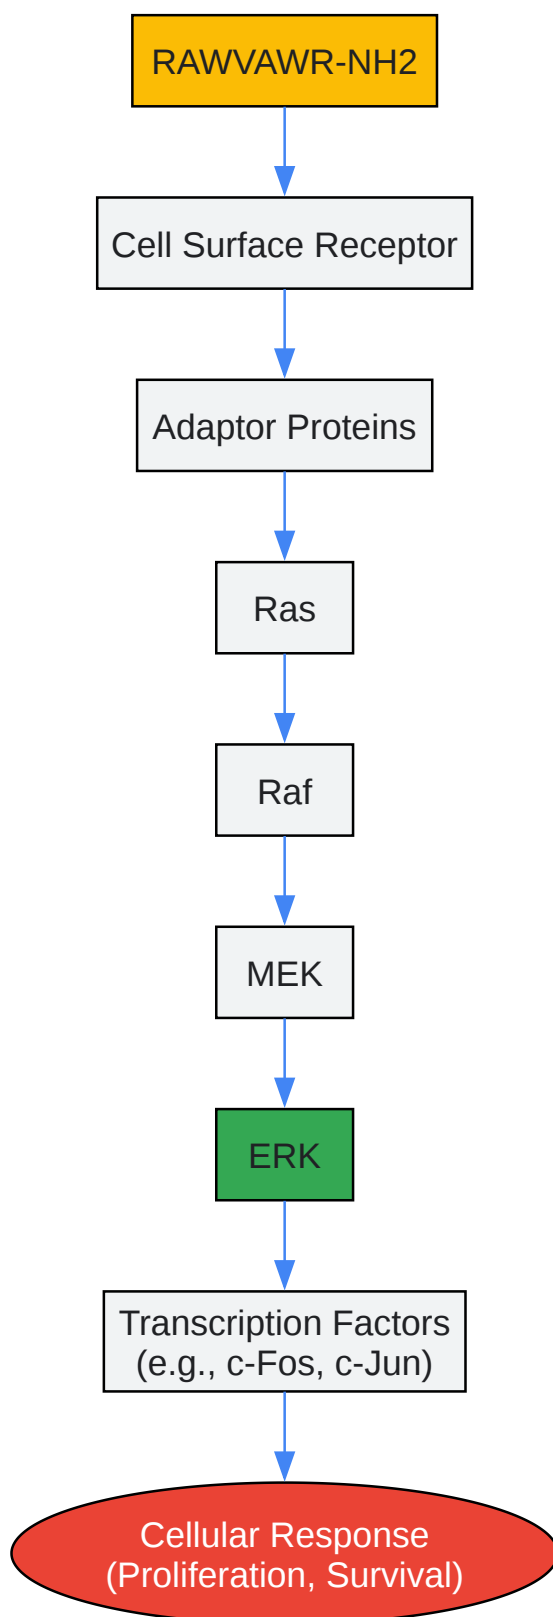 RAWVAWR-NH2
Cell Surface Receptor
Adaptor Proteins
Ras
Raf
MEK
ERK
Transcription Factors
(e.g., c-Fos, c-Jun)
Cellular Response
(Proliferation, Survival)